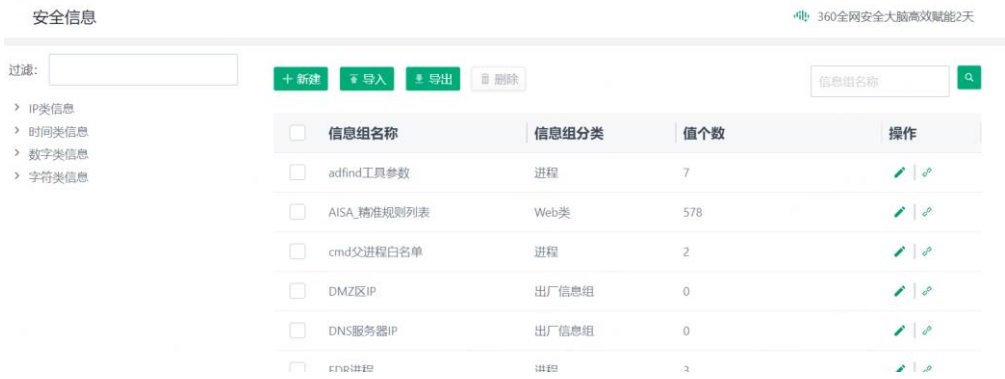 安全信息
360全网安全大脑高效赋能2天
过滤:
IP类信息
时间类信息
数字类信息
字符类信息
+ 新建 导入 导出 删除
信息组名称
信息组名称 信息组分类 值个数 操作
adfind工具参数 进程 7
AISA_精准规则列表 Web类 578
cmd父进程白名单 进程 2
DMZ区IP 出厂信息组 0
DNS服务器IP 出厂信息组 0
EDR进程 进程 3